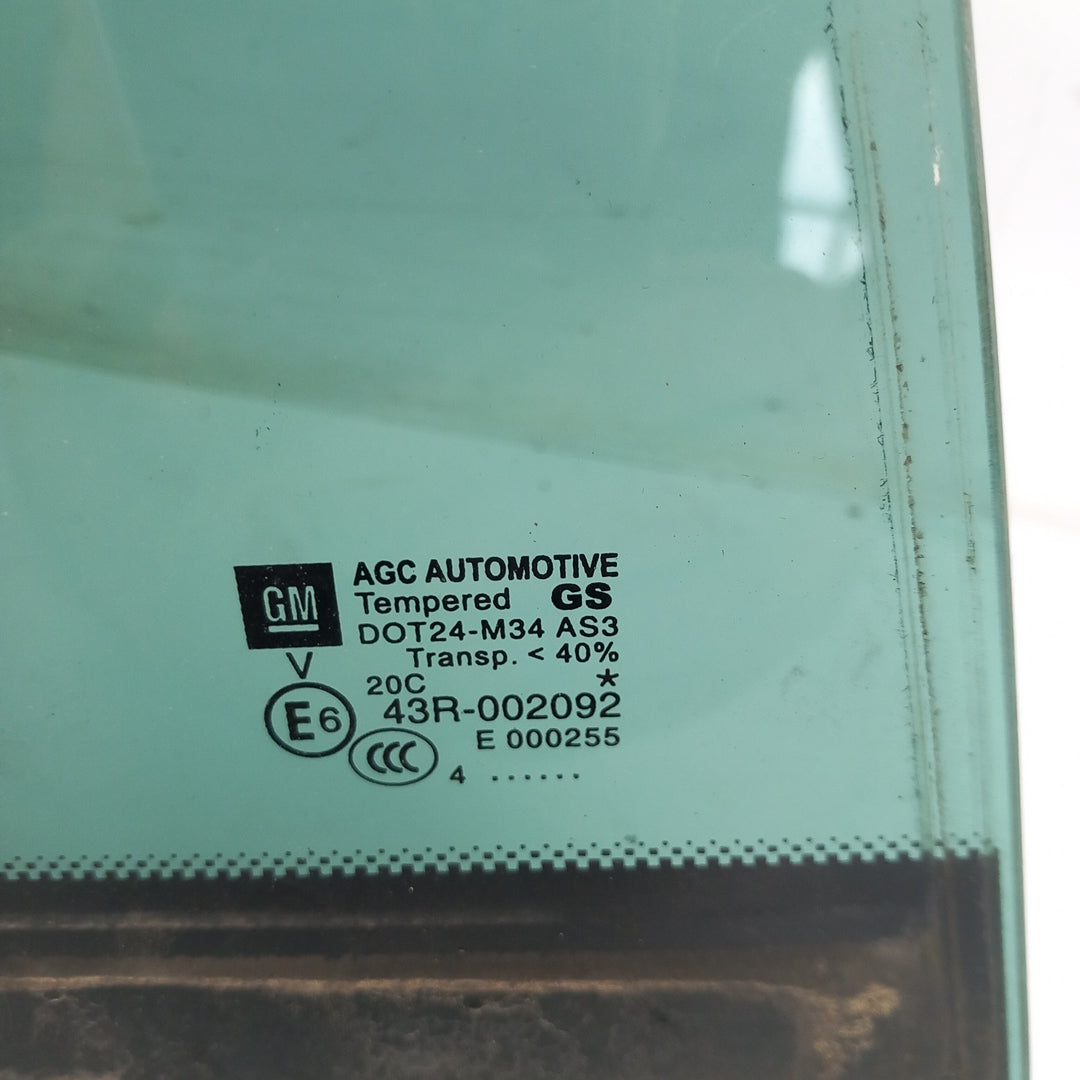 GM
AGC AUTOMOTIVE
Tempered GS
DOT24-M34 AS3
Transp. < 40%
V
20C *
E6 43R-002092
E 000255
CCC
4 ......